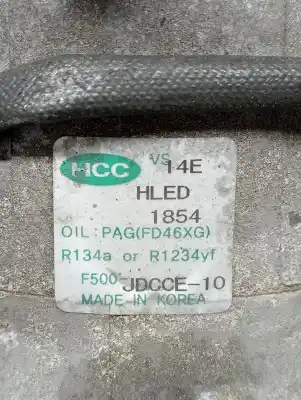 HCC VS 14E
HLED
1854
OIL: PAG(FD46XG)
R134a or R1234yf
F500 JDCCE-10
MADE IN KOREA